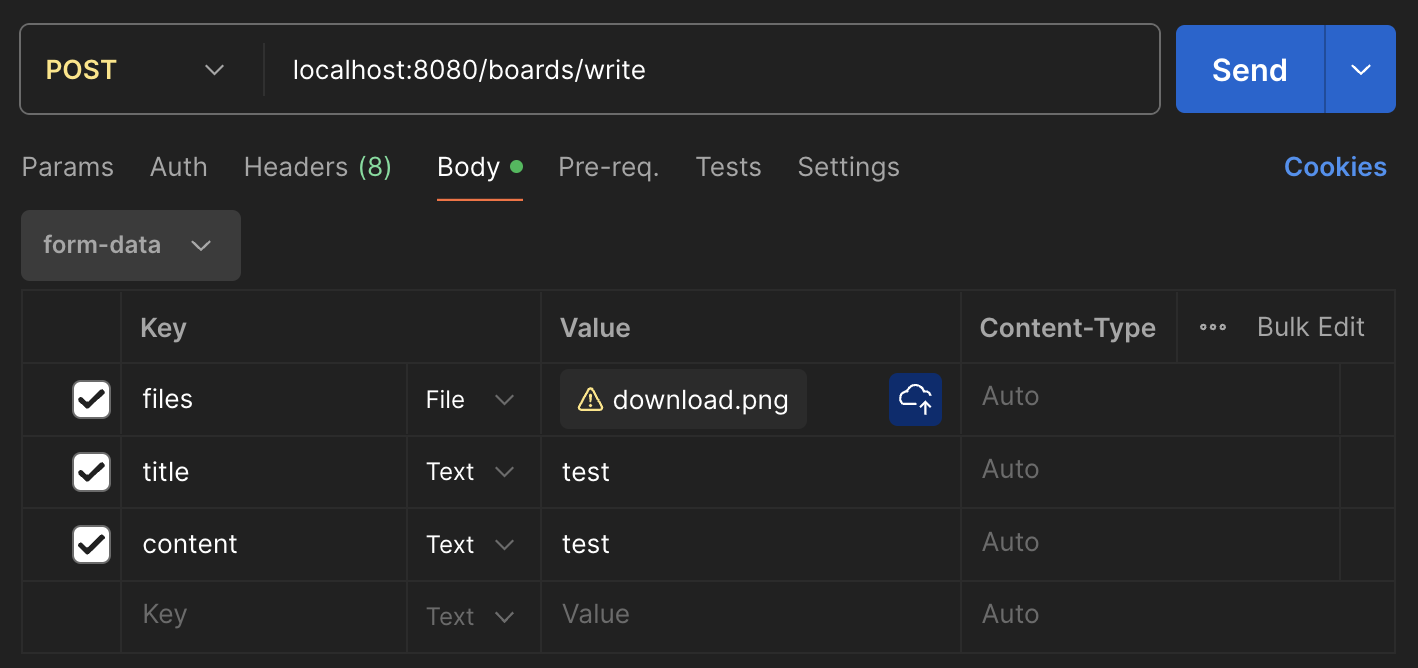 POST localhost:8080/boards/write Send
Params Auth Headers (8) Body Pre-req. Tests Settings Cookies
form-data
Key Value Content-Type Bulk Edit
files File download.png Auto
title Text test Auto
content Text test Auto
Key Text Value Auto